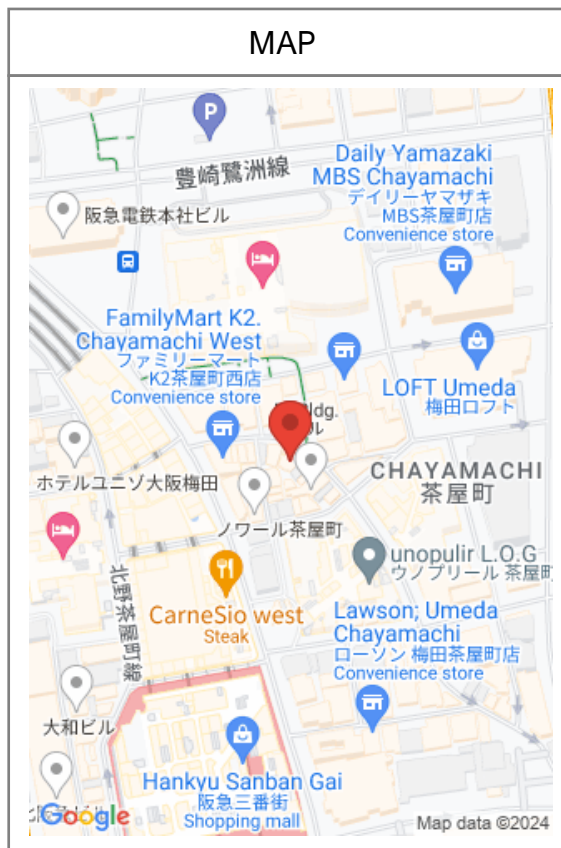 MAP
P
豊崎鷺洲線
Daily Yamazaki
MBS Chayamachi
デイリーヤマザキ
MBS茶屋町店
Convenience store
阪急電鉄本社ビル
FamilyMart K2.
Chayamachi West
ファミリーマート
K2茶屋町西店
Convenience store
LOFT Umeda
梅田ロフト
ldg.
ル
ホテルユニゾ大阪梅田
CHAYAMACHI
茶屋町
ノワール茶屋町
unopulir L.O.G
ウノプリール 茶屋町
北野茶屋町線
CarneSio west
Steak
Lawson; Umeda
Chayamachi
ローソン 梅田茶屋町店
Convenience store
大和ビル
Hankyu Sanban Gai
阪急三番街
Shopping mall
Google
Map data ©2024